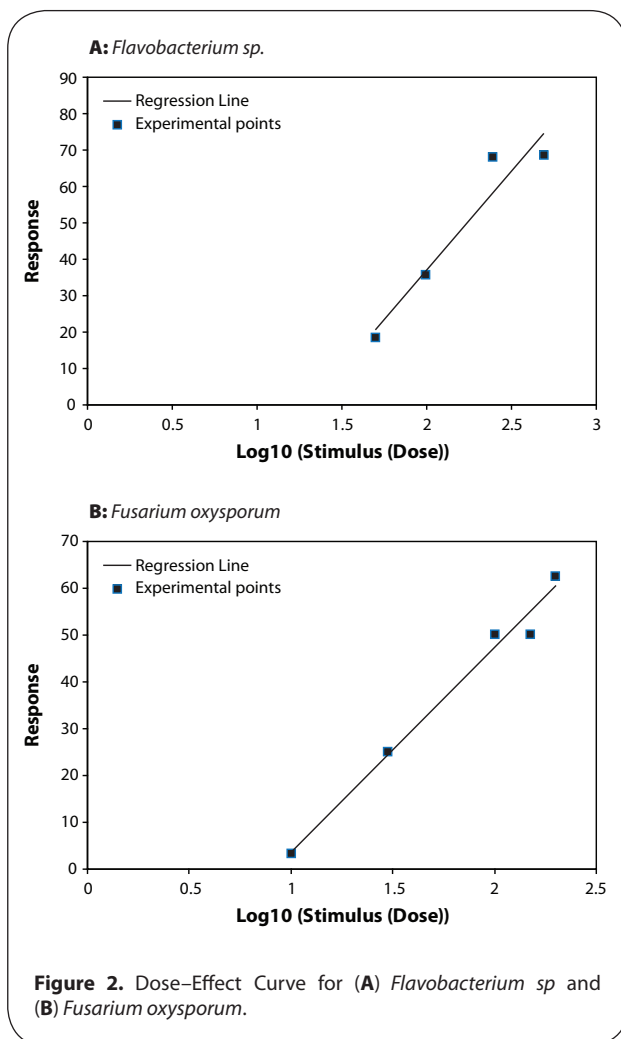 A: Flavobacterium sp.
90
80
70
60
50
40
30
20
10
0
Response
Regression Line
Experimental points
0 0.5 1 1.5 2 2.5 3
Log10 (Stimulus (Dose))
B: Fusarium oxysporum
70
60
50
40
30
20
10
0
Response
Regression Line
Experimental points
0 0.5 1 1.5 2 2.5
Log10 (Stimulus (Dose))
Figure 2. Dose–Effect Curve for (A) Flavobacterium sp and
(B) Fusarium oxysporum.